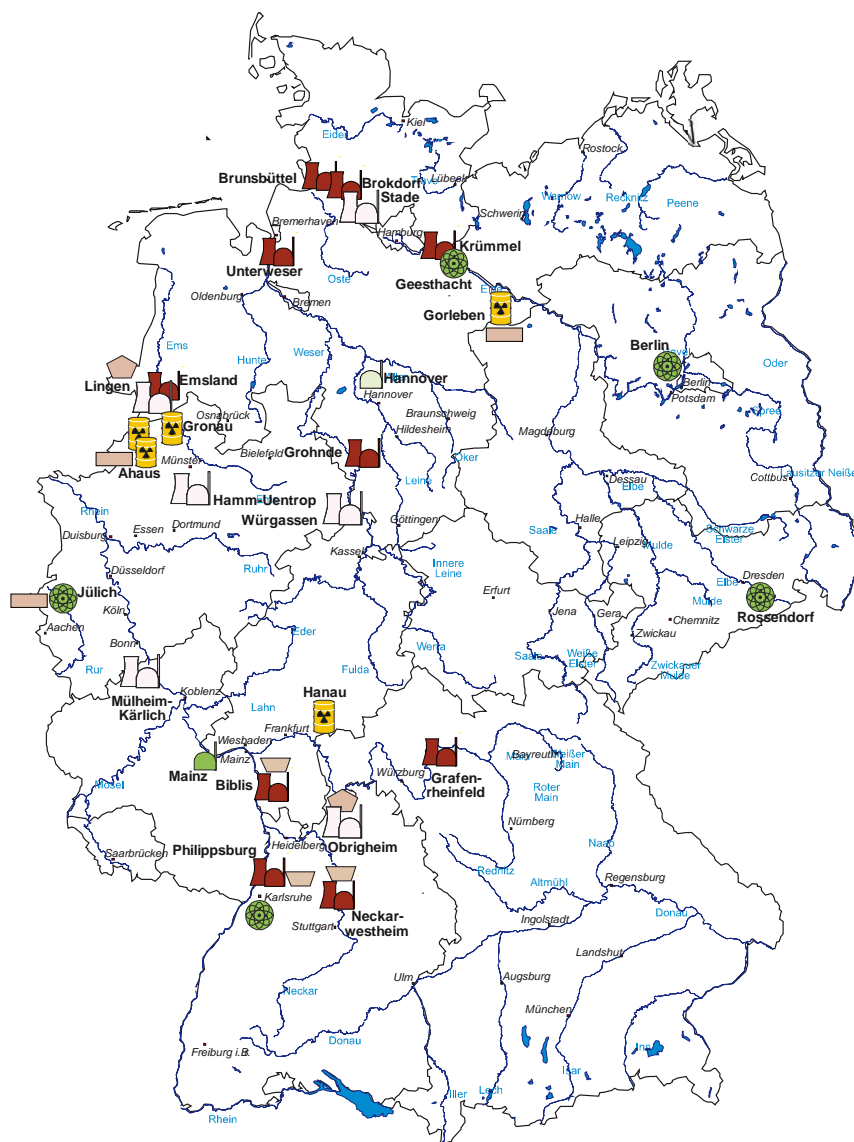 Kiel
Eider
Rostock
Brunsbüttel
Brokdorf
Lübeck
Trave
Stade
Warnow
Recknitz
Peene
Schwerin
Bremerhaven
Hamburg
Krümmel
Unterweser
Oste
Geesthacht
Elbe
Oldenburg
Bremen
Gorleben
Ems
Hunte
Weser
Berlin
Havel
Oder
Lingen
Emsland
Hannover
Aller
Berlin
Potsdam
Hannover
Osnabrück
Gronau
Braunschweig
Spree
Hildesheim
Magdeburg
Bielefeld
Grohnde
Oker
Ahaus
Münster
Leine
Dessau
Cottbus
Lausitzer Neiße
Elbe
Hamm-Uentrop
Rhein
Würgassen
Essen
Dortmund
Göttingen
Saale
Halle
Schwarze
Elster
Duisburg
Kassel
Leipzig
Mulde
Düsseldorf
Ruhr
Innere
Leine
Jülich
Erfurt
Elbe
Dresden
Köln
Jena
Gera
Mulde
Rossendorf
Aachen
Eder
Chemnitz
Bonn
Werra
Zwickau
Rur
Fulda
Saale
Weiße
Elster
Zwickauer
Mulde
Koblenz
Mülheim-
Kärlich
Lahn
Hanau
Frankfurt
Wiesbaden
Mainz
Mainz
Mosel
Biblis
Würzburg
Grafen-
rheinfeld
Main
Bayreuth
Weißer
Main
Roter
Main
Obrigheim
Nürnberg
Heidelberg
Naab
Saarbrücken
Philippsburg
Rednitz
Altmühl
Regensburg
Karlsruhe
Neckar-
westheim
Stuttgart
Ingolstadt
Donau
Landshut
Ulm
Augsburg
Neckar
München
Donau
Freiburg i.B.
Inn
Isar
Iller
Lech
Rhein